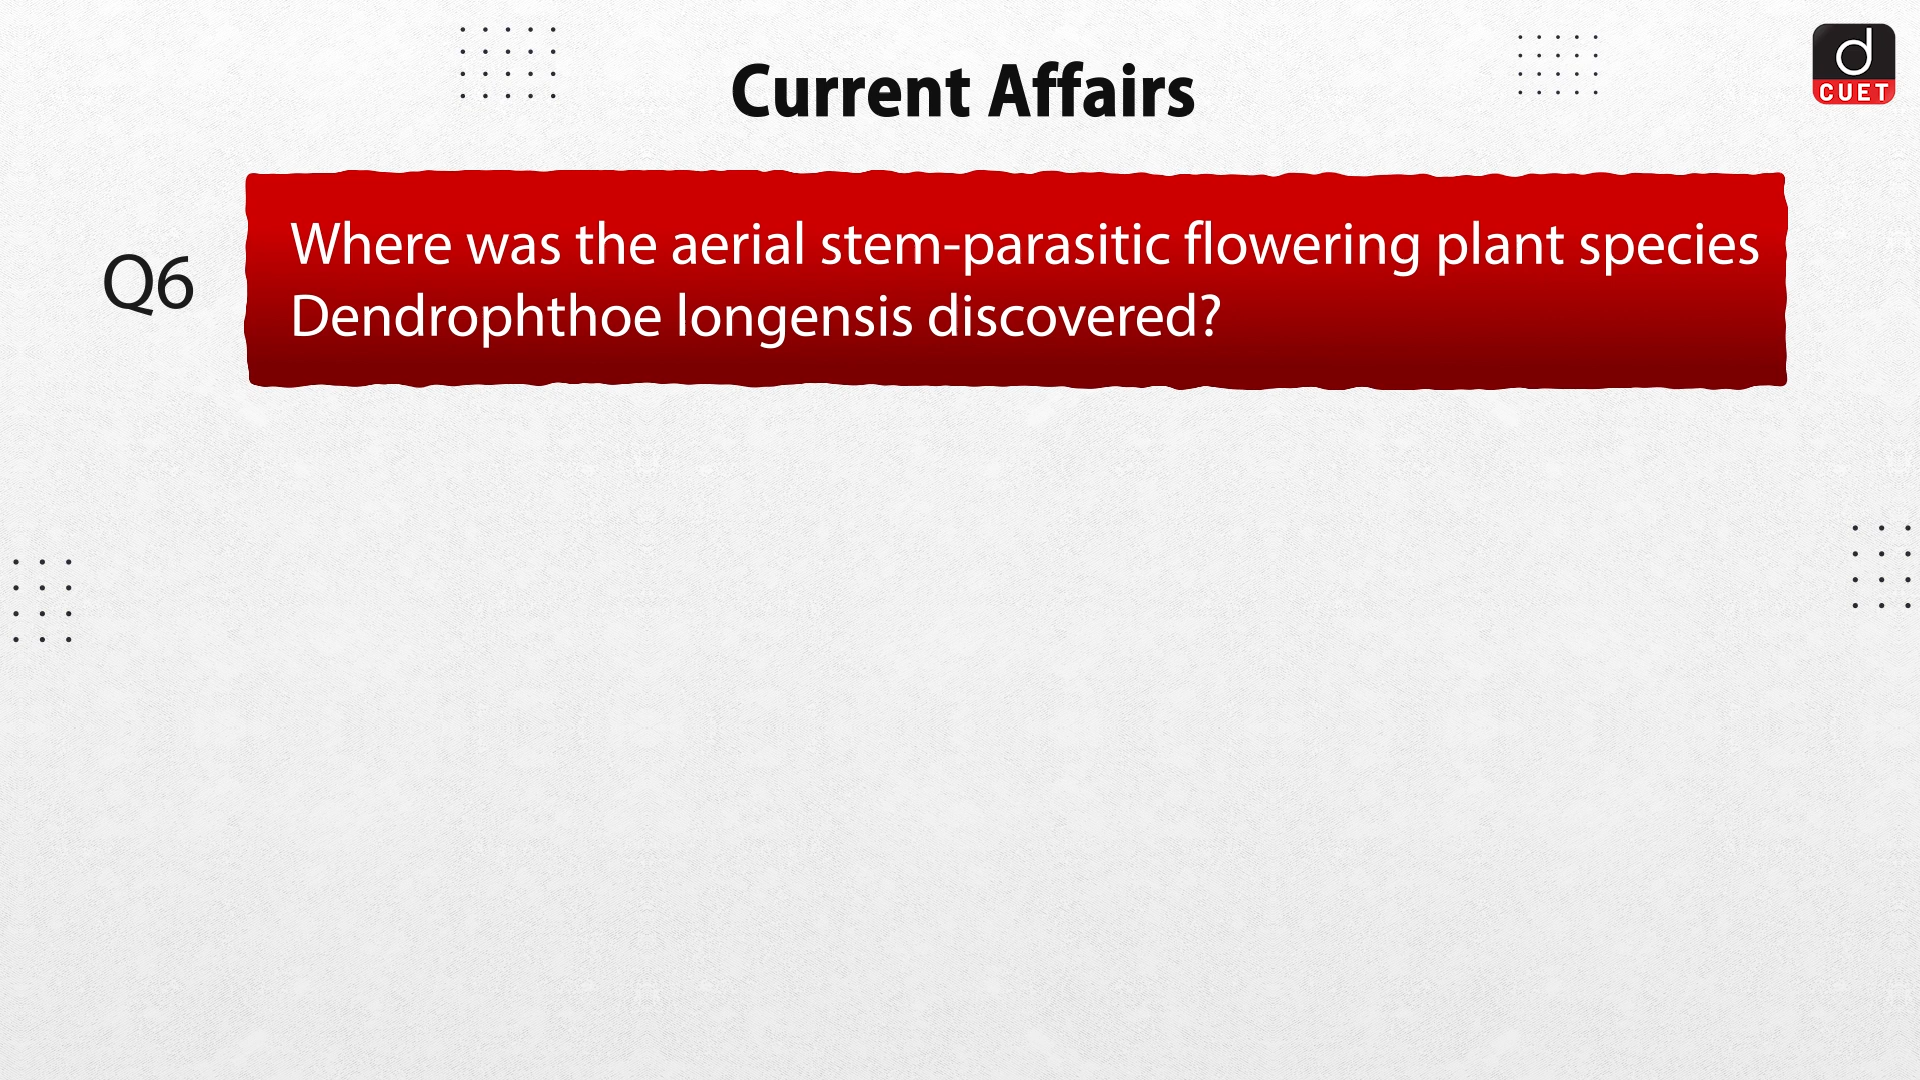 Current Affairs
d
CUET
Q6
Where was the aerial stem-parasitic flowering plant species
Dendrophthoe longensis discovered?